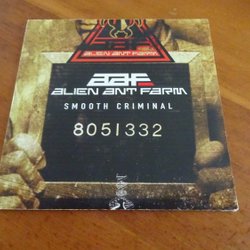 ALIEN ANT FARM
aaf
ALIEN ANT FARM
SMOOTH CRIMINAL
8051332